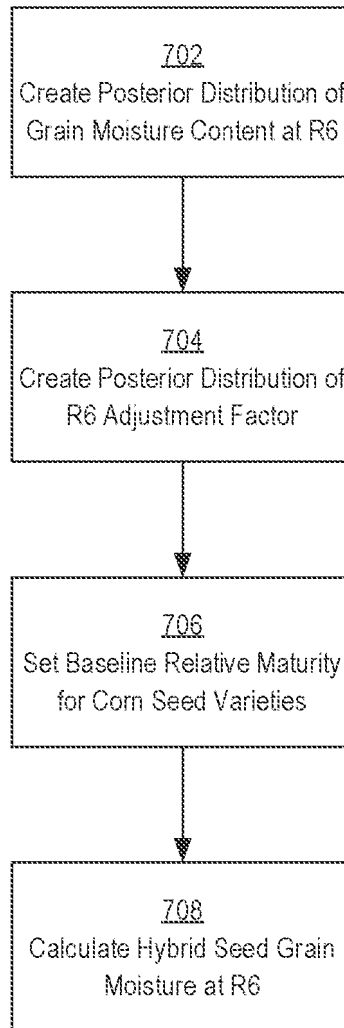 702
Create Posterior Distribution of
Grain Moisture Content at R6
704
Create Posterior Distribution of
R6 Adjustment Factor
706
Set Baseline Relative Maturity
for Corn Seed Varieties
708
Calculate Hybrid Seed Grain
Moisture at R6